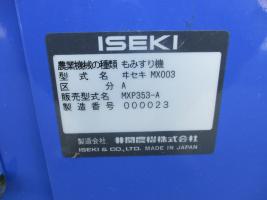 ISEKI
農業機械の種類 もみすり機
型式名 ヰセキ MX003
区分 A
販売型式名 MXP353-A
製造番号 000023
製造会社 井関農機株式会社
ISEKI & CO., LTD. MADE IN JAPAN